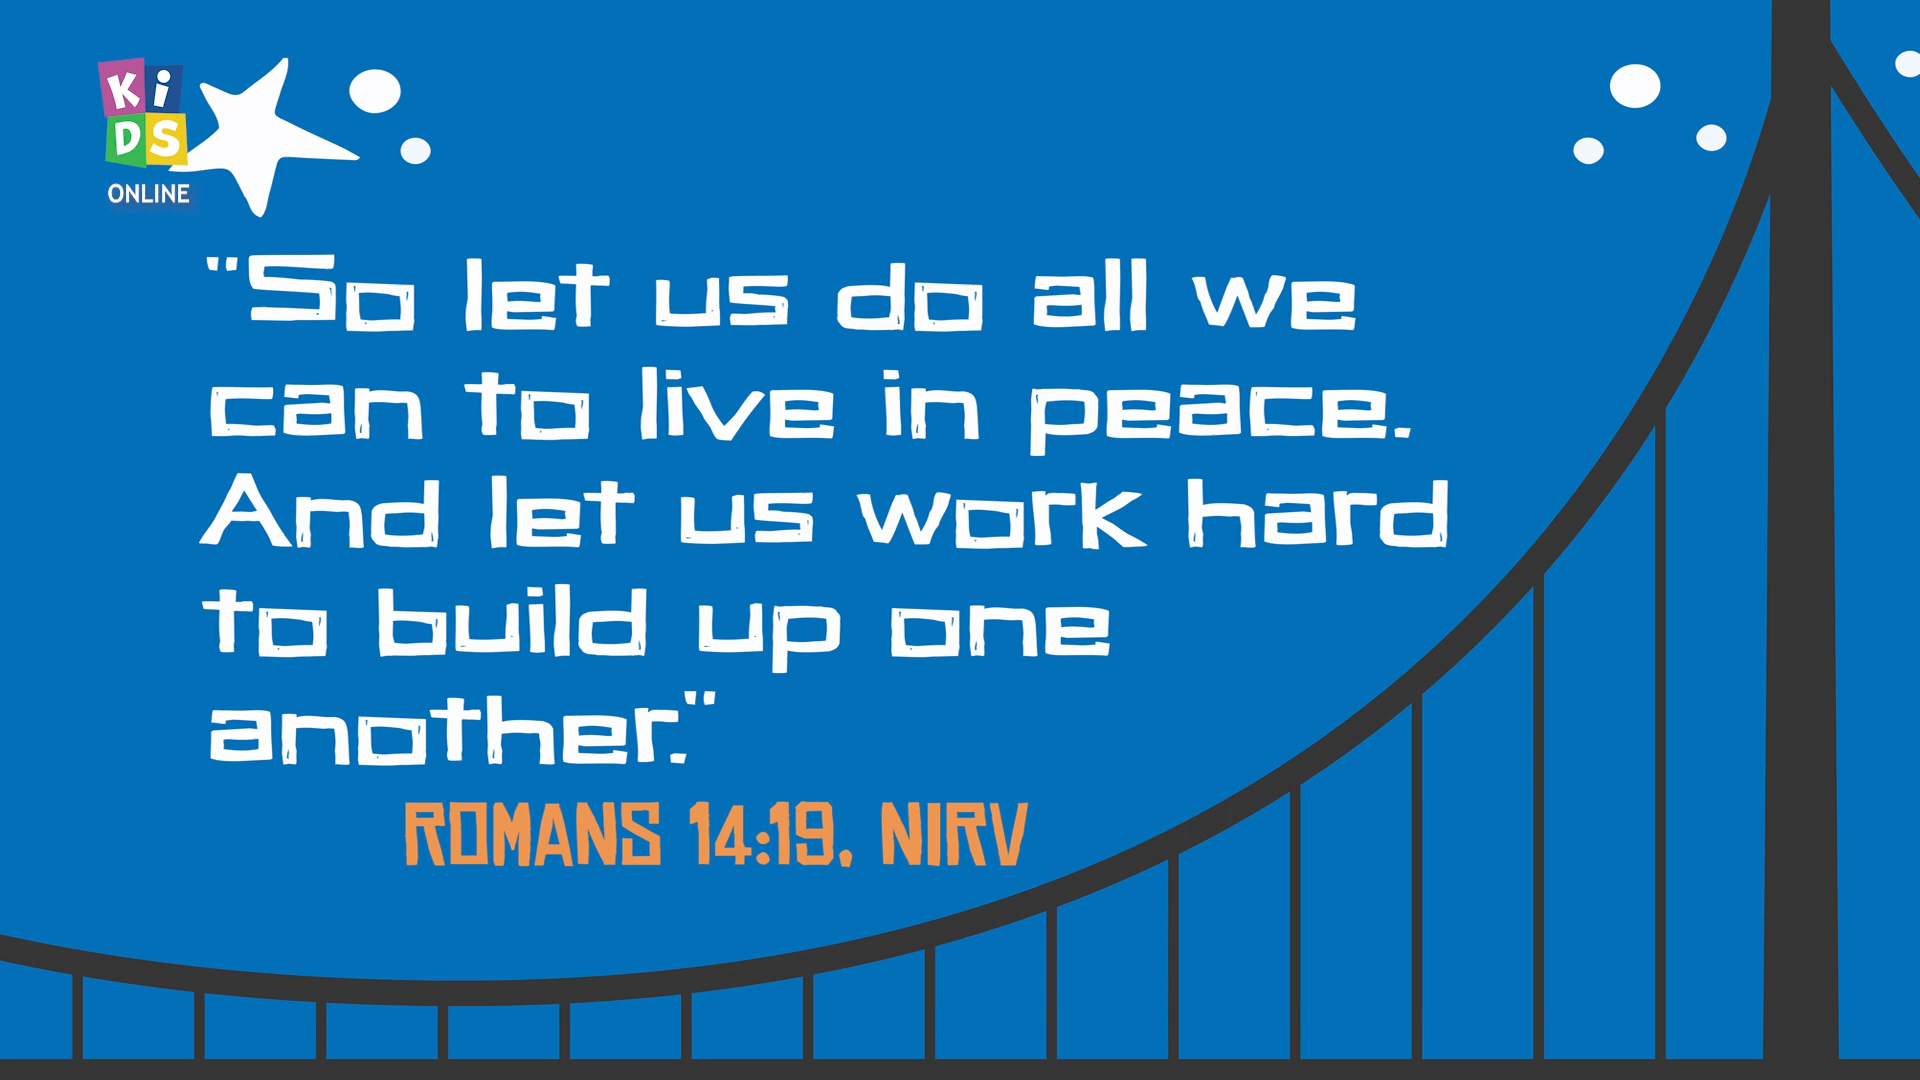 KiDS
ONLINE
"So let us do all we
can to live in peace.
And let us work hard
to build up one
another."
ROMANS 14:19, NIRV